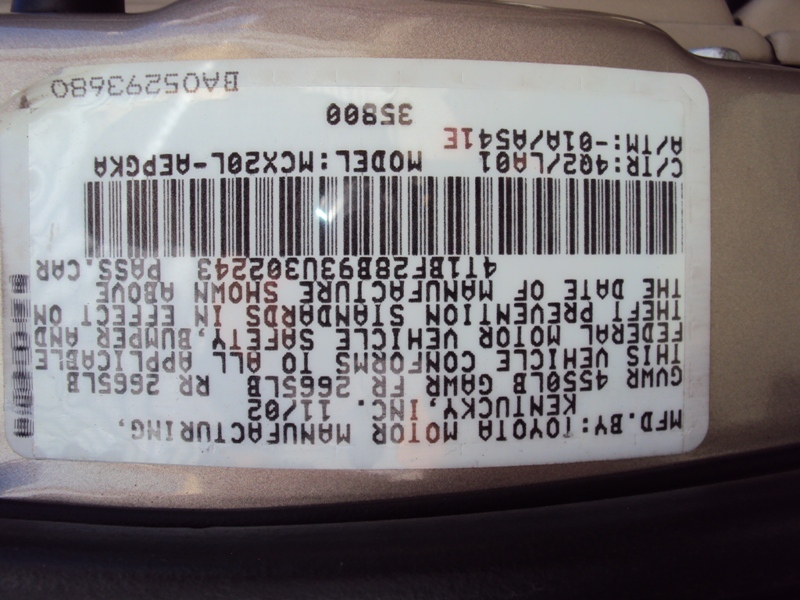 MFD.BY:TOYOTA MOTOR MANUFACTURING,
KENTUCKY,INC. 11/02
GVWR 4550LB GAWR FR 2665LB RR 2665LB
THIS VEHICLE CONFORMS TO ALL APPLICABLE
FEDERAL MOTOR VEHICLE SAFETY,BUMPER AND
THEFT PREVENTION STANDARDS IN EFFECT ON
THE DATE OF MANUFACTURE SHOWN ABOVE
4T1BF28B93U302243 PASS.CAR
C/TR:4Q2/LA01 MODEL:MCX20L-AEPGKA
A/TM:-01A/A541E
35800
BA05293680